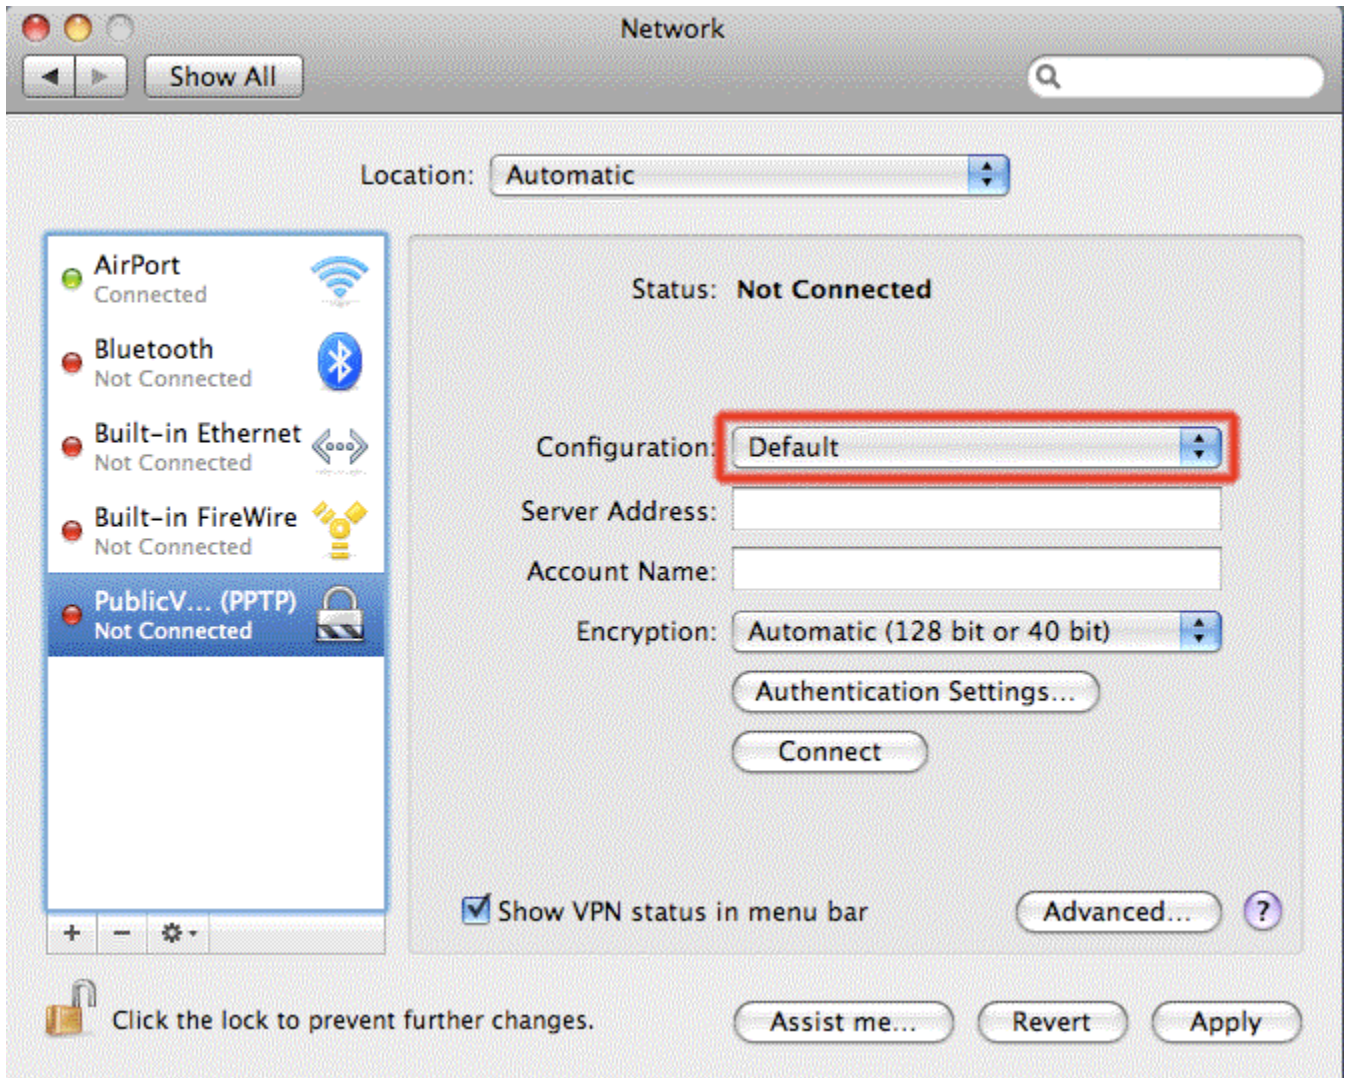 Network
Show All
Location: Automatic
AirPort
Connected
Bluetooth
Not Connected
Built-in Ethernet
Not Connected
Built-in FireWire
Not Connected
PublicV... (PPTP)
Not Connected
Status: Not Connected
Configuration: Default
Server Address:
Account Name:
Encryption: Automatic (128 bit or 40 bit)
Authentication Settings...
Connect
Show VPN status in menu bar
Advanced... ?
Click the lock to prevent further changes.
Assist me... Revert Apply